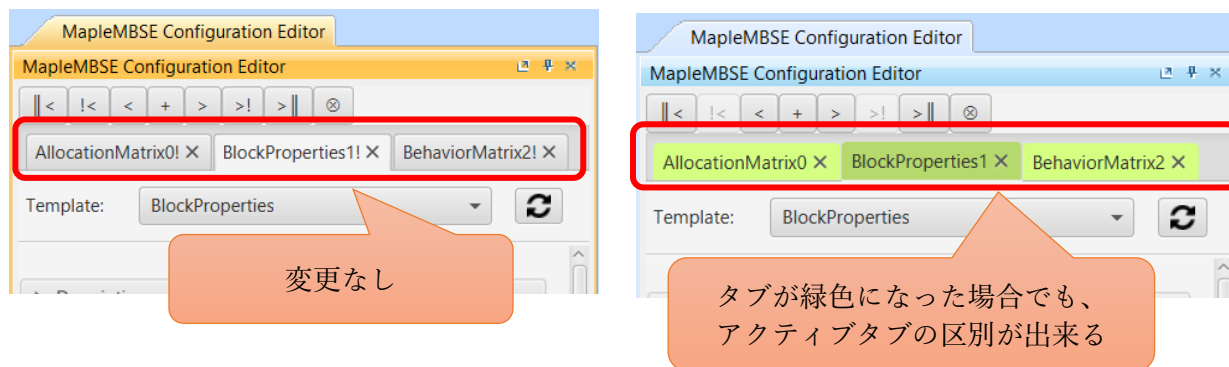 MapleMBSE Configuration Editor
MapleMBSE Configuration Editor
‖< !< < + > >! >‖ ⊗
AllocationMatrix0! × BlockProperties1! × BehaviorMatrix2! ×
Template: BlockProperties
変更なし
MapleMBSE Configuration Editor
MapleMBSE Configuration Editor
‖< !< < + > >! >‖ ⊗
AllocationMatrix0 × BlockProperties1 × BehaviorMatrix2 ×
Template: BlockProperties
タブが緑色になった場合でも、
アクティブタブの区別が出来る